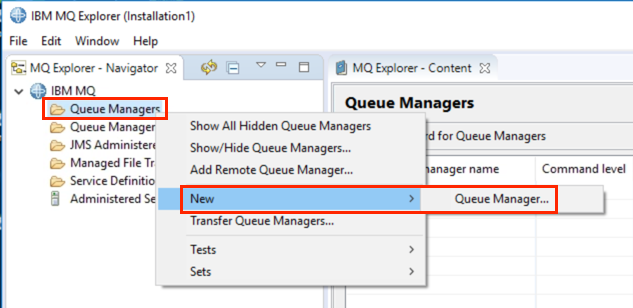 IBM MQ Explorer (Installation1)
File Edit Window Help
MQ Explorer - Navigator
MQ Explorer - Content
IBM MQ
Queue Managers
Queue Manager
JMS Administere
Managed File Tr
Service Definitio
Administered Se
Show All Hidden Queue Managers
Show/Hide Queue Managers...
Add Remote Queue Manager...
New
Transfer Queue Managers...
Tests
Sets
Queue Manager...
Queue Managers
rd for Queue Managers
manager name Command level